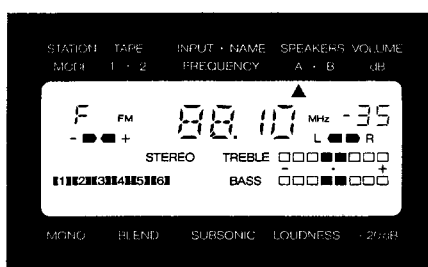 STATION TAPE INPUT · NAME SPEAKERS VOLUME
MODE 1 · 2 FREQUENCY A · B dB
F FM 88.10 MHz -35
- + L R
STEREO TREBLE
- · +
1 2 3 4 5 6 BASS
MONO BLEND SUBSONIC LOUDNESS -20dB